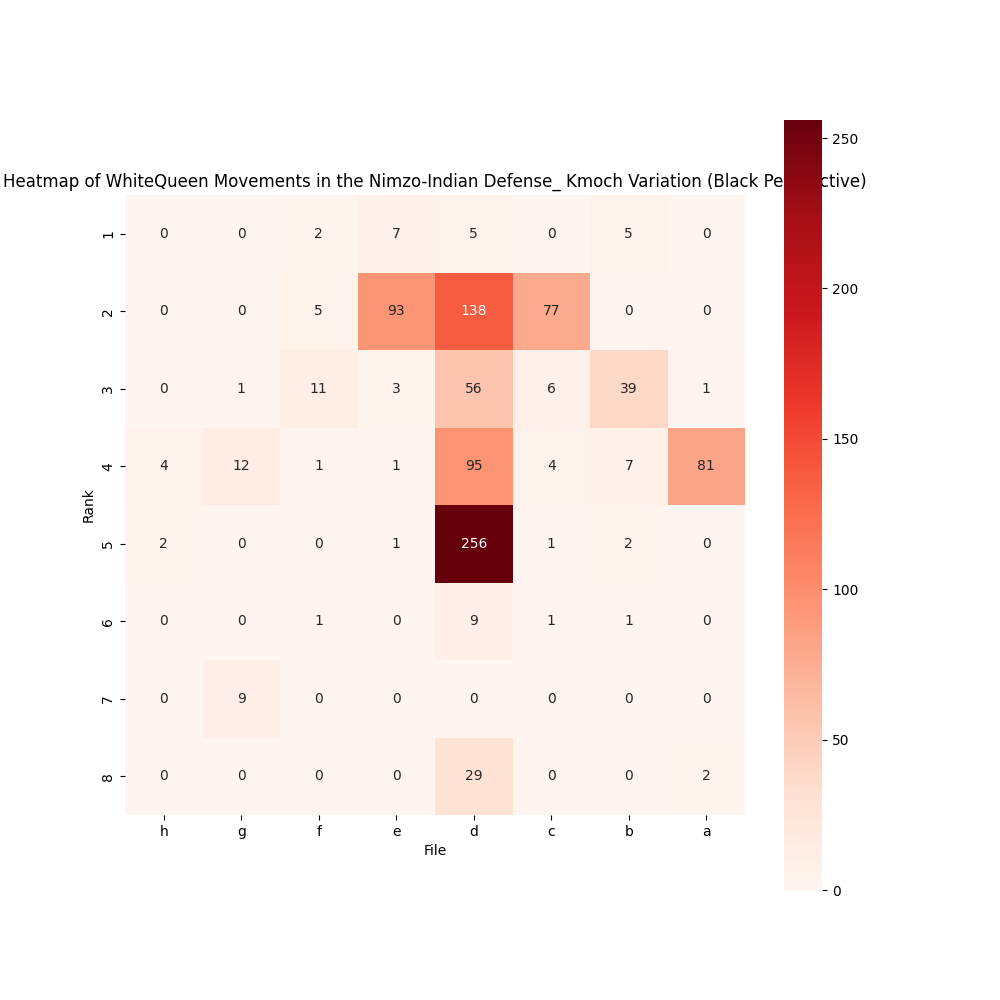 Heatmap of WhiteQueen Movements in the Nimzo-Indian Defense_ Kmoch Variation (Black Pe ctive)
250
200
150
100
50
0
Rank
1 0 0 2 7 5 0 5 0
2 0 0 5 93 138 77 0 0
3 0 1 11 3 56 6 39 1
4 4 12 1 1 95 4 7 81
5 2 0 0 1 256 1 2 0
6 0 0 1 0 9 1 1 0
7 0 9 0 0 0 0 0 0
8 0 0 0 0 29 0 0 2
h g f e d c b a
File